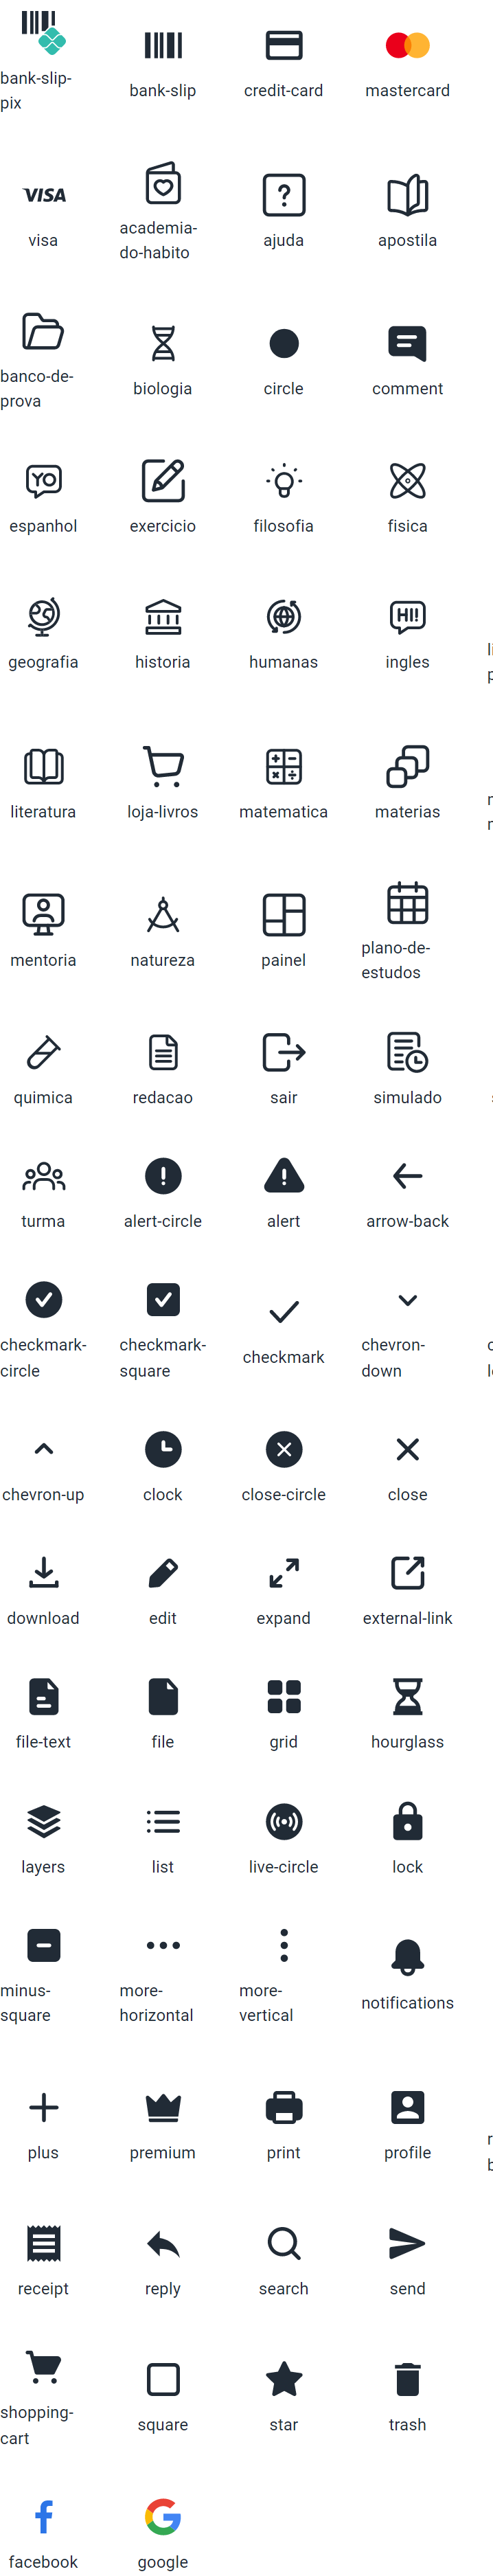 bank-slip-
pix
bank-slip
credit-card
mastercard
VISA
visa
academia-
do-habito
?
ajuda
apostila
banco-de-
prova
biologia
circle
comment
YO
espanhol
exercicio
filosofia
fisica
geografia
historia
humanas
HI!
ingles
literatura
loja-livros
matematica
materias
mentoria
natureza
painel
plano-de-
estudos
quimica
redacao
sair
simulado
turma
alert-circle
alert
arrow-back
checkmark-
circle
checkmark-
square
checkmark
chevron-
down
chevron-up
clock
close-circle
close
download
edit
expand
external-link
file-text
file
grid
hourglass
layers
list
live-circle
lock
minus-
square
more-
horizontal
more-
vertical
notifications
plus
premium
print
profile
receipt
reply
search
send
shopping-
cart
square
star
trash
facebook
google